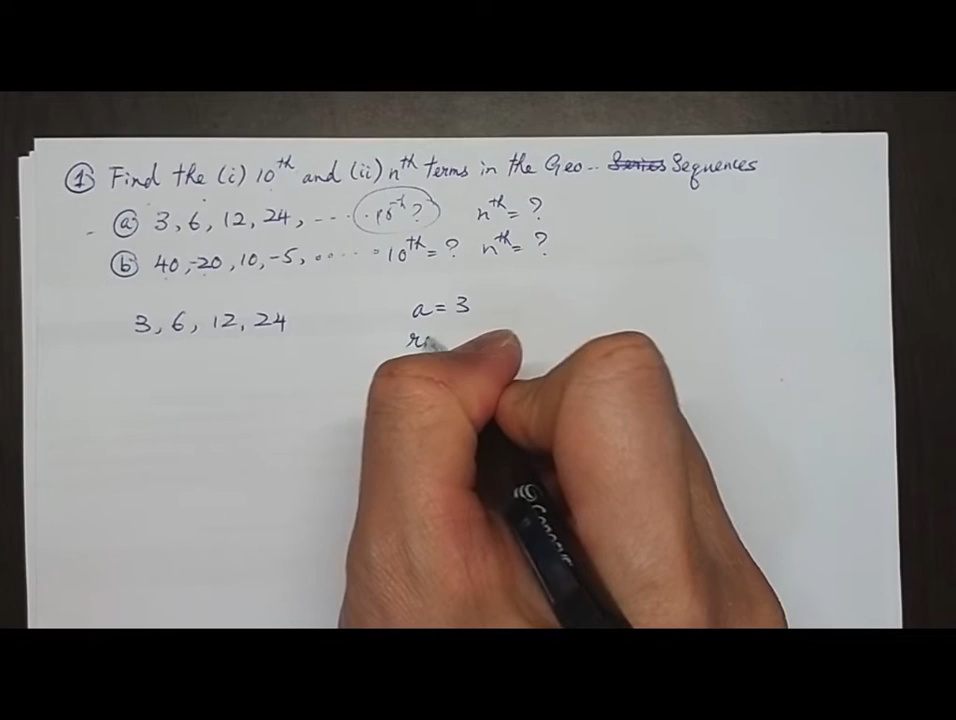 ① Find the (i) 10th and (ii) nth terms in the Geo.. Sequences
ⓐ 3, 6, 12, 24, ---- 10th ? nth = ?
ⓑ 40, -20, 10, -5, ...... 10th = ? nth = ?
3, 6, 12, 24
a = 3
r